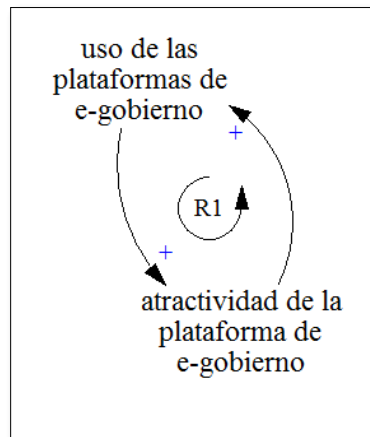 uso de las
plataformas de
e-gobierno
+
R1
+
atractividad de la
plataforma de
e-gobierno